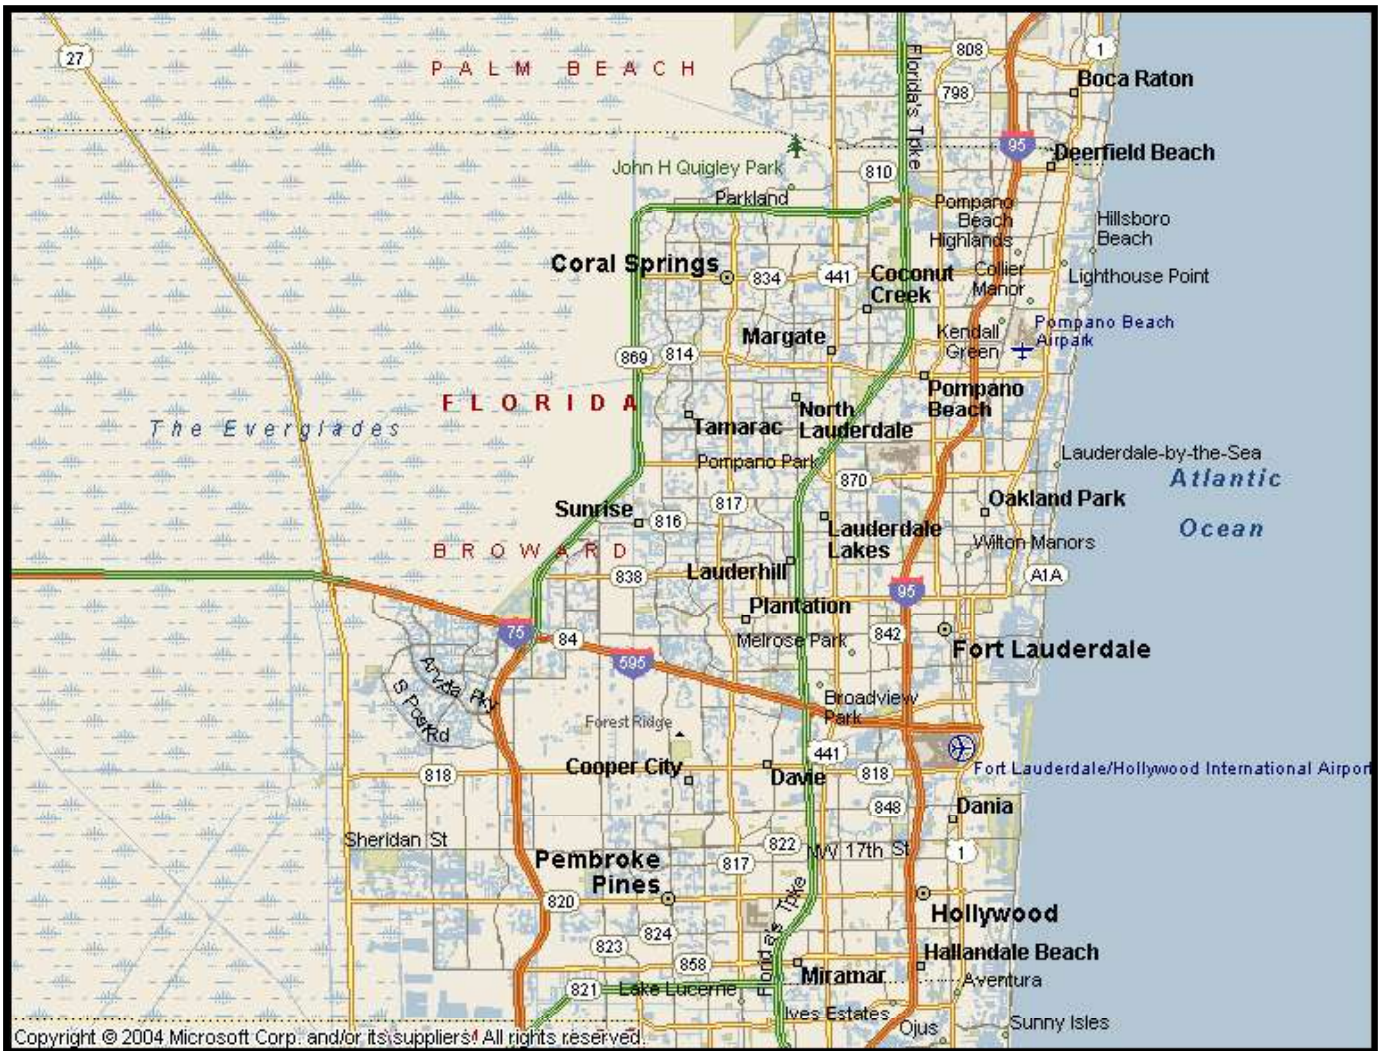 27
PALM BEACH
Florida's Tpke
808
1
798
Boca Raton
95
Deerfield Beach
John H Quigley Park
810
Parkland
Pompano
Beach
Highlands
Hillsboro
Beach
Coral Springs
834
441
Coconut
Creek
Collier
Manor
Lighthouse Point
Margate
Kendall
Green
Pompano Beach
Airpark
869
814
Pompano
Beach
FLORIDA
The Everglades
Tamarac
North
Lauderdale
Pompano Park
870
Lauderdale-by-the-Sea
Atlantic
Ocean
817
Oakland Park
Sunrise
816
Lauderdale
Lakes
Wilton Manors
BROWARD
838
Lauderhill
A1A
95
Plantation
75
84
Melrose Park
842
Fort Lauderdale
595
Arvida Pky
S Post Rd
Broadview
Park
Forest Ridge
441
818
Cooper City
Davie
818
Fort Lauderdale/Hollywood International Airport
848
Dania
Sheridan St
822
NW 17th St
1
Pembroke
Pines
817
820
Florida's Tpke
Hollywood
824
823
858
Miramar
Hallandale Beach
821
Lake Lucerne
Aventura
Ives Estates
Ojus
Sunny Isles
Copyright © 2004 Microsoft Corp. and/or its suppliers. All rights reserved.